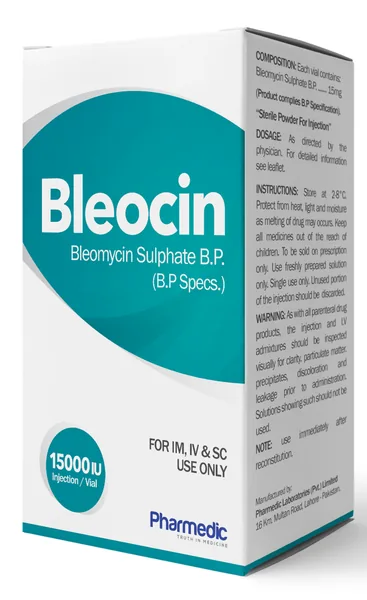 Bleocin
Bleomycin Sulphate B.P.
(B.P Specs.)
15000 IU
Injection / Vial
FOR IM, IV & SC
USE ONLY
Pharmedic
TRUTH IN MEDICINE
COMPOSITION: Each vial contains:
Bleomycin Sulphate B.P. ...... 15mg
(Product complies B.P Specification).
"Sterile Powder For Injection"
DOSAGE: As directed by the
physician. For detailed information
see leaflet.
INSTRUCTIONS: Store at 2-8°C.
Protect from heat, light and moisture
as melting of drug may occurs. Keep
all medicines out of the reach of
children. To be sold on prescription
only. Use freshly prepared solution
only. Single use only. Unused portion
of the injection should be discarded.
WARNING: As with all parenteral drug
products, the injection and I.V
admixtures should be inspected
visually for clarity. particulate matter.
precipitates, discoloration and
leakage prior to adminstration.
Solutions showing such should not be
used.
NOTE: use immediately after
reconstitution.
Manufactured by:
Pharmedic Laboratories (Pvt.) Limited
16 Km. Multan Road, Lahore - Pakistan.